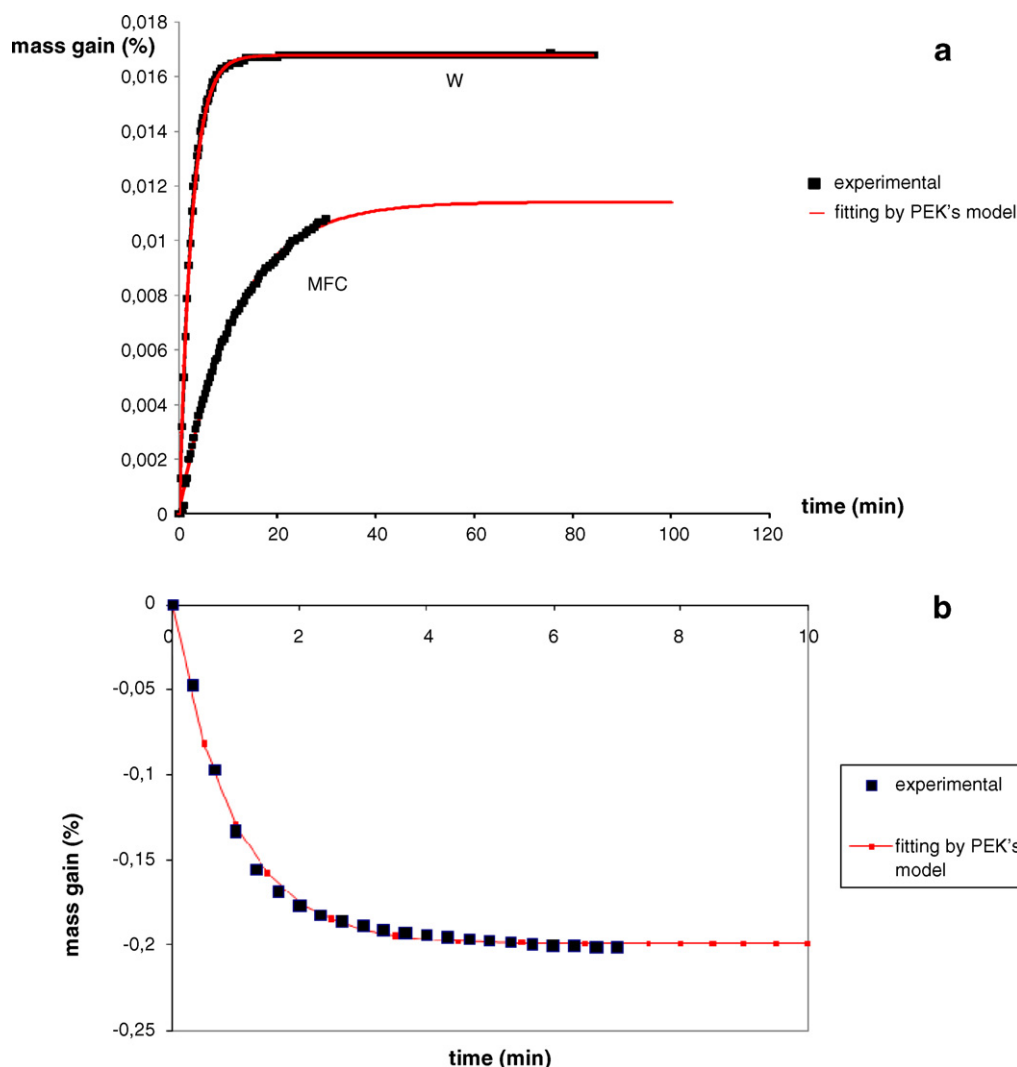 0,018
mass gain (%)
a
0,016
W
0,014
0,012
experimental
fitting by PEK's model
0,01
MFC
0,008
0,006
0,004
0,002
time (min)
0
0 20 40 60 80 100 120
b
0
0 2 4 6 8 10
-0,05
-0,1
experimental
mass gain (%)
-0,15
fitting by PEK's
model
-0,2
-0,25
time (min)